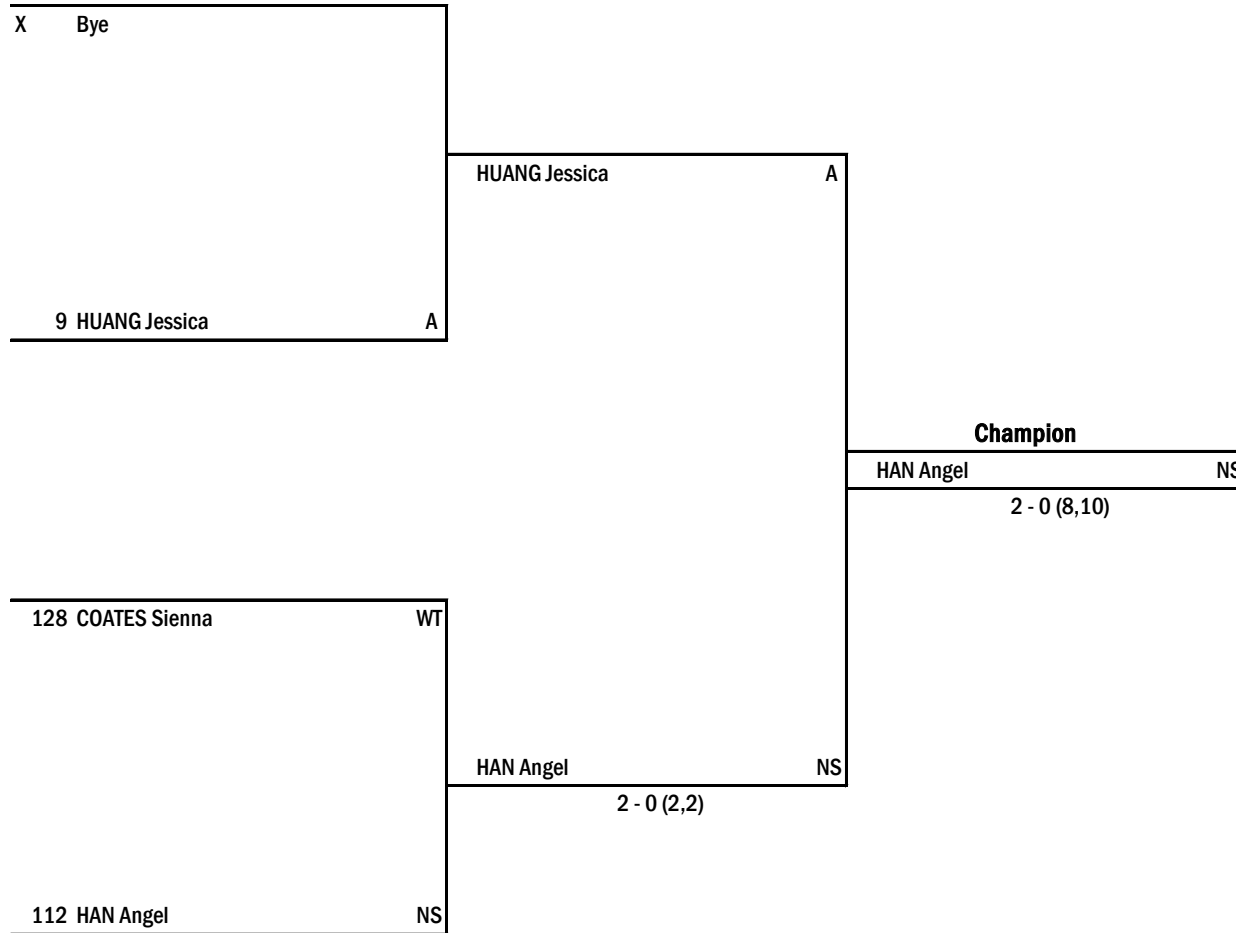 X Bye
HUANG Jessica A
9 HUANG Jessica A
Champion
HAN Angel NS
2 - 0 (8,10)
128 COATES Sienna WT
HAN Angel NS
2 - 0 (2,2)
112 HAN Angel NS